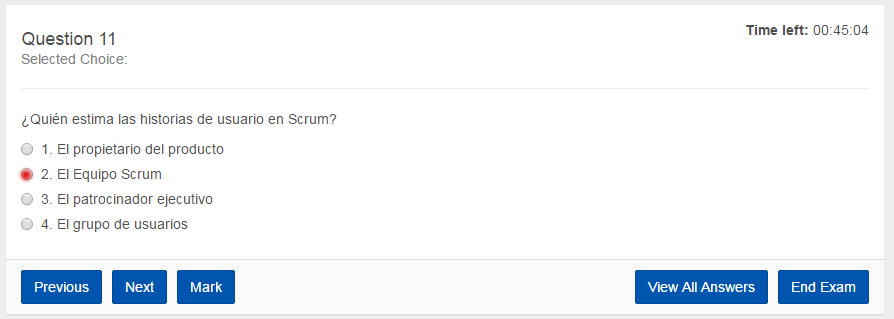 Question 11
Time left: 00:45:04
Selected Choice:
¿Quién estima las historias de usuario en Scrum?
1. El propietario del producto
2. El Equipo Scrum
3. El patrocinador ejecutivo
4. El grupo de usuarios
Previous Next Mark View All Answers End Exam